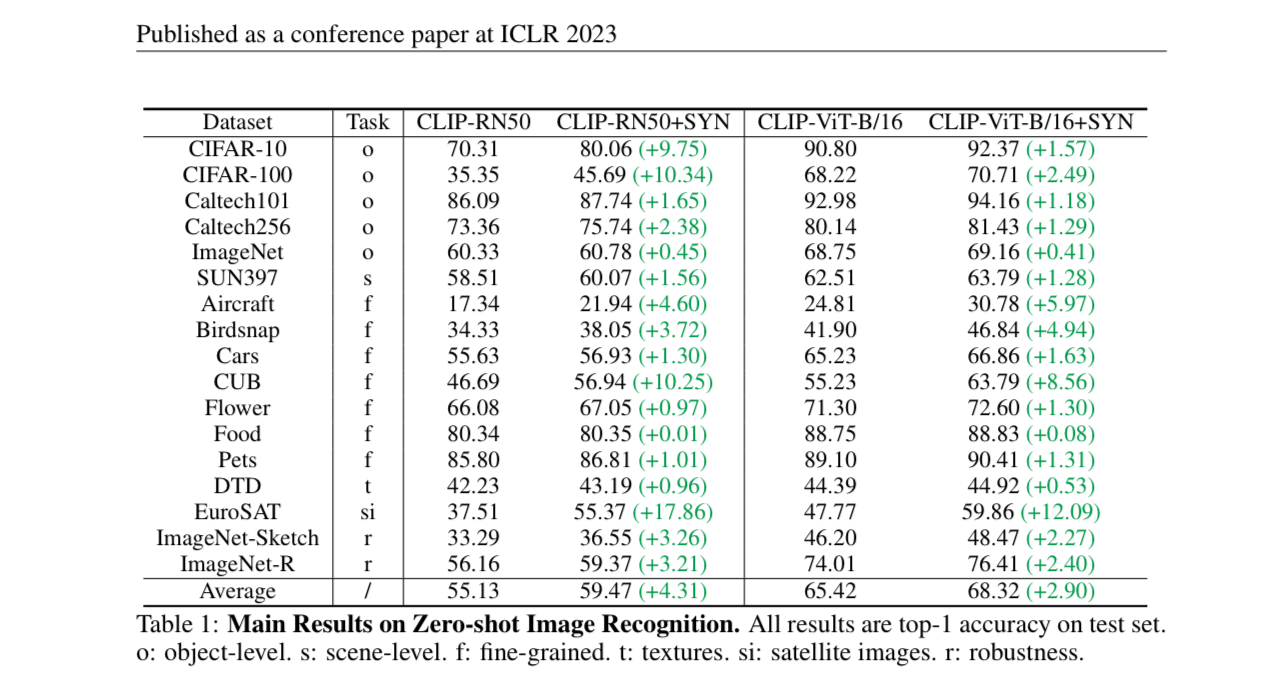 Published as a conference paper at ICLR 2023
Dataset Task CLIP-RN50 CLIP-RN50+SYN CLIP-ViT-B/16 CLIP-ViT-B/16+SYN
CIFAR-10 o 70.31 80.06 (+9.75) 90.80 92.37 (+1.57)
CIFAR-100 o 35.35 45.69 (+10.34) 68.22 70.71 (+2.49)
Caltech101 o 86.09 87.74 (+1.65) 92.98 94.16 (+1.18)
Caltech256 o 73.36 75.74 (+2.38) 80.14 81.43 (+1.29)
ImageNet o 60.33 60.78 (+0.45) 68.75 69.16 (+0.41)
SUN397 s 58.51 60.07 (+1.56) 62.51 63.79 (+1.28)
Aircraft f 17.34 21.94 (+4.60) 24.81 30.78 (+5.97)
Birdsnap f 34.33 38.05 (+3.72) 41.90 46.84 (+4.94)
Cars f 55.63 56.93 (+1.30) 65.23 66.86 (+1.63)
CUB f 46.69 56.94 (+10.25) 55.23 63.79 (+8.56)
Flower f 66.08 67.05 (+0.97) 71.30 72.60 (+1.30)
Food f 80.34 80.35 (+0.01) 88.75 88.83 (+0.08)
Pets f 85.80 86.81 (+1.01) 89.10 90.41 (+1.31)
DTD t 42.23 43.19 (+0.96) 44.39 44.92 (+0.53)
EuroSAT si 37.51 55.37 (+17.86) 47.77 59.86 (+12.09)
ImageNet-Sketch r 33.29 36.55 (+3.26) 46.20 48.47 (+2.27)
ImageNet-R r 56.16 59.37 (+3.21) 74.01 76.41 (+2.40)
Average / 55.13 59.47 (+4.31) 65.42 68.32 (+2.90)
Table 1: Main Results on Zero-shot Image Recognition. All results are top-1 accuracy on test set.
o: object-level. s: scene-level. f: fine-grained. t: textures. si: satellite images. r: robustness.